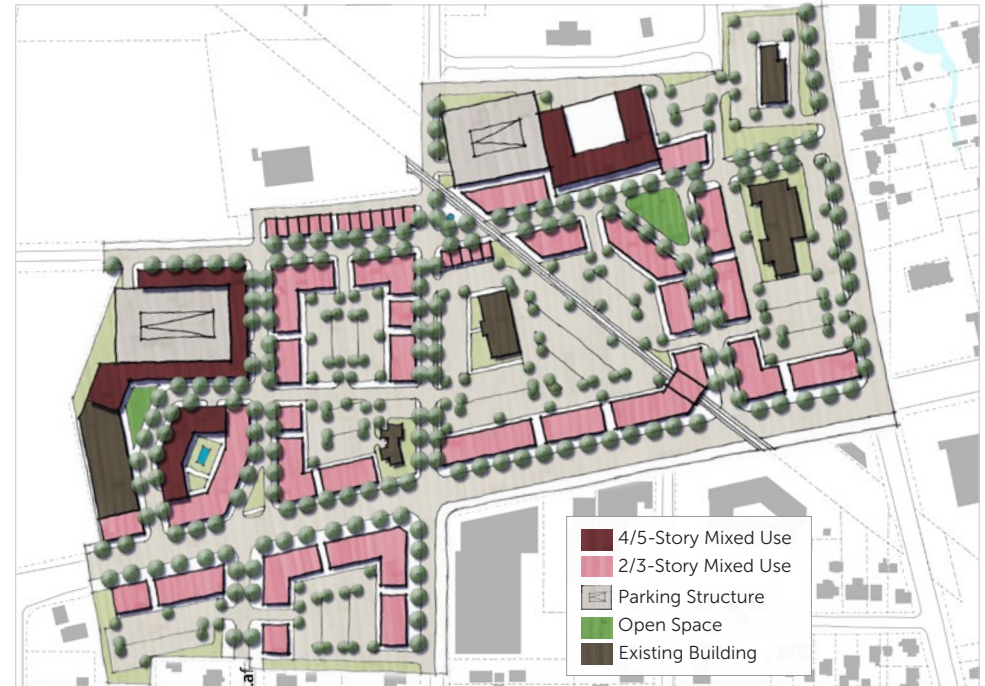 4/5-Story Mixed Use
2/3-Story Mixed Use
Parking Structure
Open Space
Existing Building